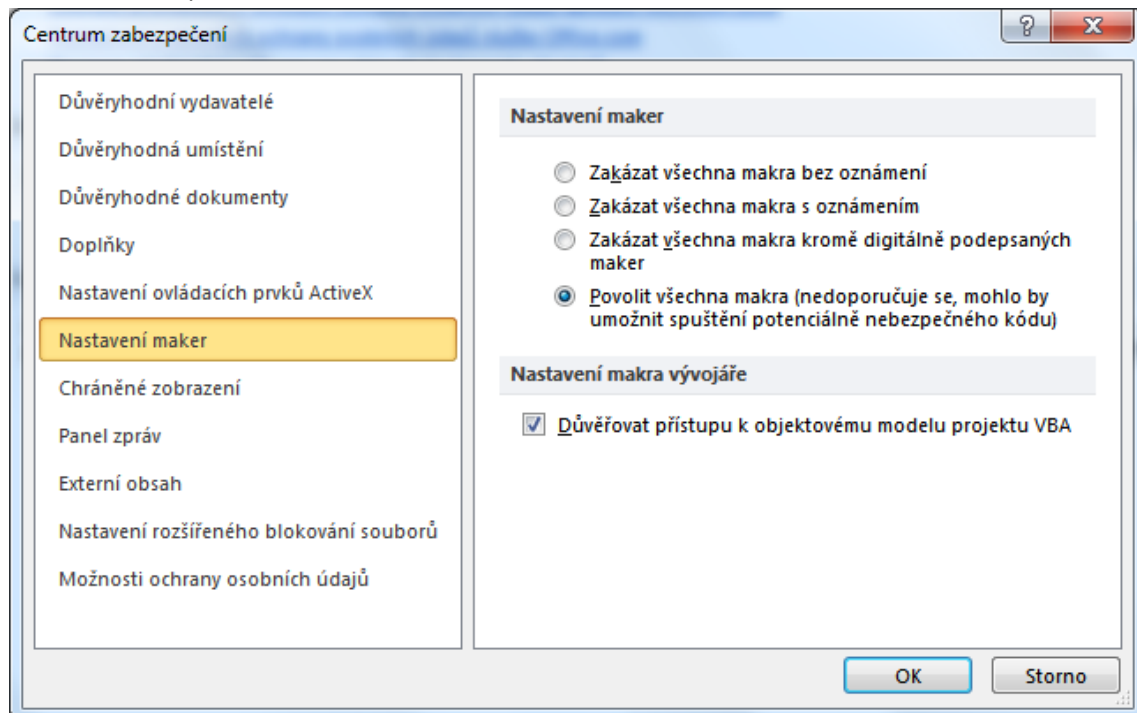 Centrum zabezpečení
Důvěryhodní vydavatelé
Důvěryhodná umístění
Důvěryhodné dokumenty
Doplňky
Nastavení ovládacích prvků ActiveX
Nastavení maker
Chráněné zobrazení
Panel zpráv
Externí obsah
Nastavení rozšířeného blokování souborů
Možnosti ochrany osobních údajů
Nastavení maker
Zakázat všechna makra bez oznámení
Zakázat všechna makra s oznámením
Zakázat všechna makra kromě digitálně podepsaných
maker
Povolit všechna makra (nedoporučuje se, mohlo by
umožnit spuštění potenciálně nebezpečného kódu)
Nastavení makra vývojáře
Důvěřovat přístupu k objektovému modelu projektu VBA
OK
Storno